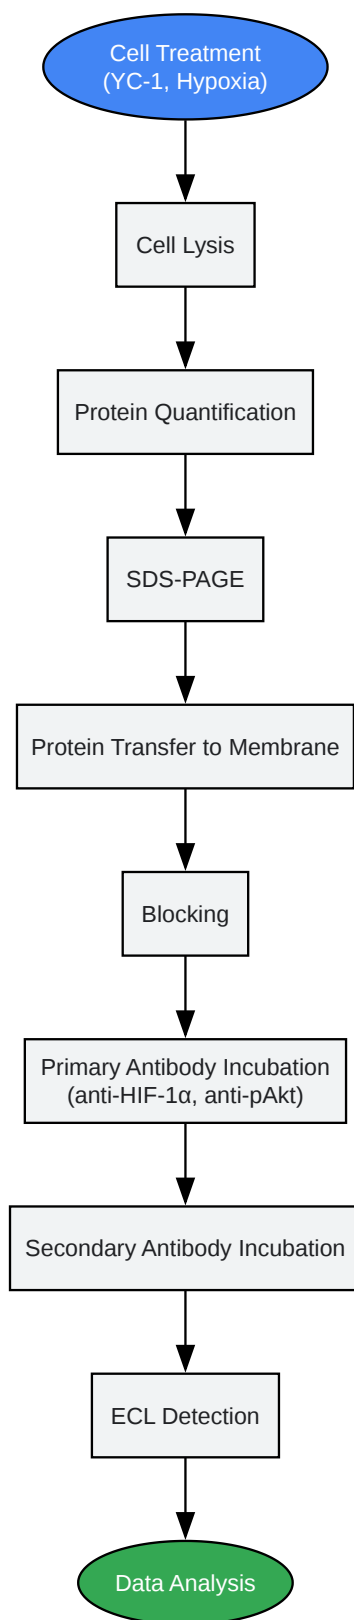 Cell Treatment
(YC-1, Hypoxia)
Cell Lysis
Protein Quantification
SDS-PAGE
Protein Transfer to Membrane
Blocking
Primary Antibody Incubation
(anti-HIF-1α, anti-pAkt)
Secondary Antibody Incubation
ECL Detection
Data Analysis